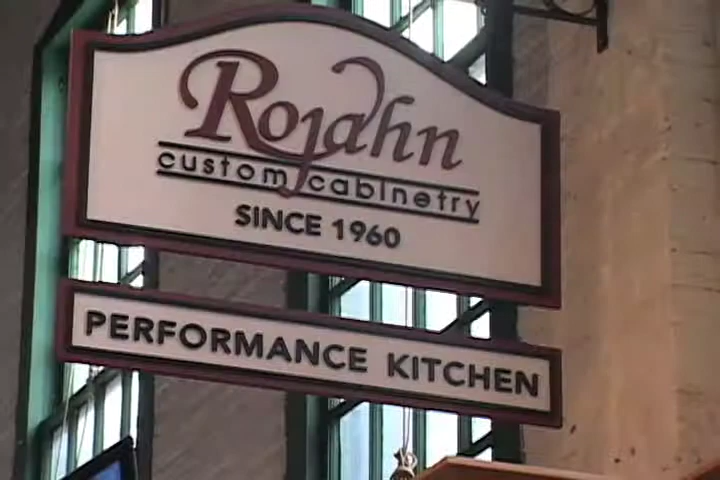 Rojahn
custom cabinetry
SINCE 1960
PERFORMANCE KITCHEN